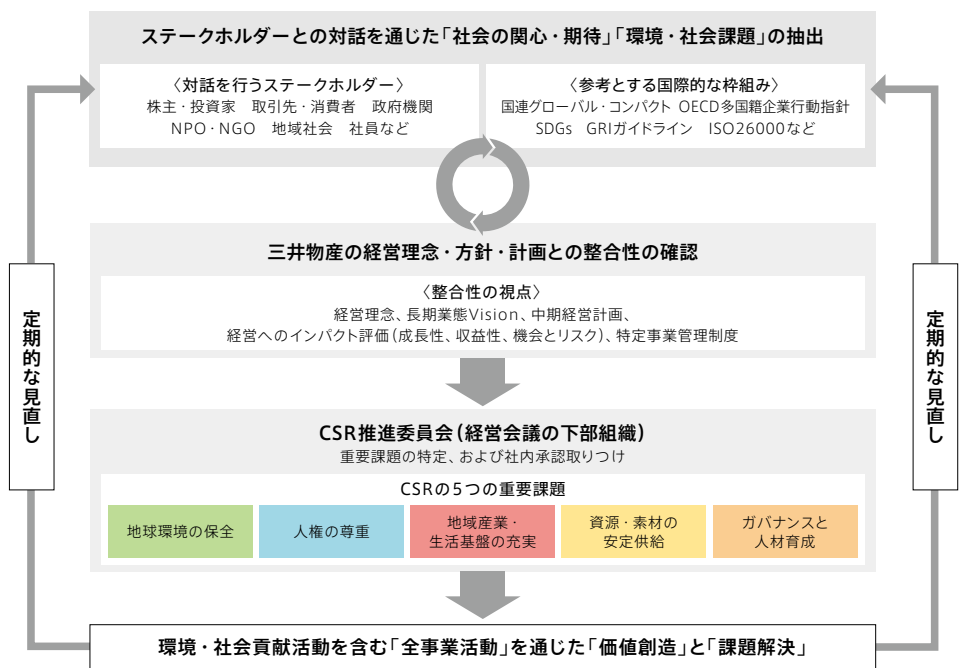 ステークホルダーとの対話を通じた「社会の関心・期待」「環境・社会課題」の抽出
〈対話を行うステークホルダー〉
株主・投資家 取引先・消費者 政府機関
NPO・NGO 地域社会 社員など
〈参考とする国際的な枠組み〉
国連グローバル・コンパクト OECD多国籍企業行動指針
SDGs GRIガイドライン ISO26000など
三井物産の経営理念・方針・計画との整合性の確認
〈整合性の視点〉
経営理念、長期業態Vision、中期経営計画、
経営へのインパクト評価(成長性、収益性、機会とリスク)、特定事業管理制度
定期的な見直し
定期的な見直し
CSR推進委員会(経営会議の下部組織)
重要課題の特定、および社内承認取りつけ
CSRの5つの重要課題
地球環境の保全
人権の尊重
地域産業・
生活基盤の充実
資源・素材の
安定供給
ガバナンスと
人材育成
環境・社会貢献活動を含む「全事業活動」を通じた「価値創造」と「課題解決」